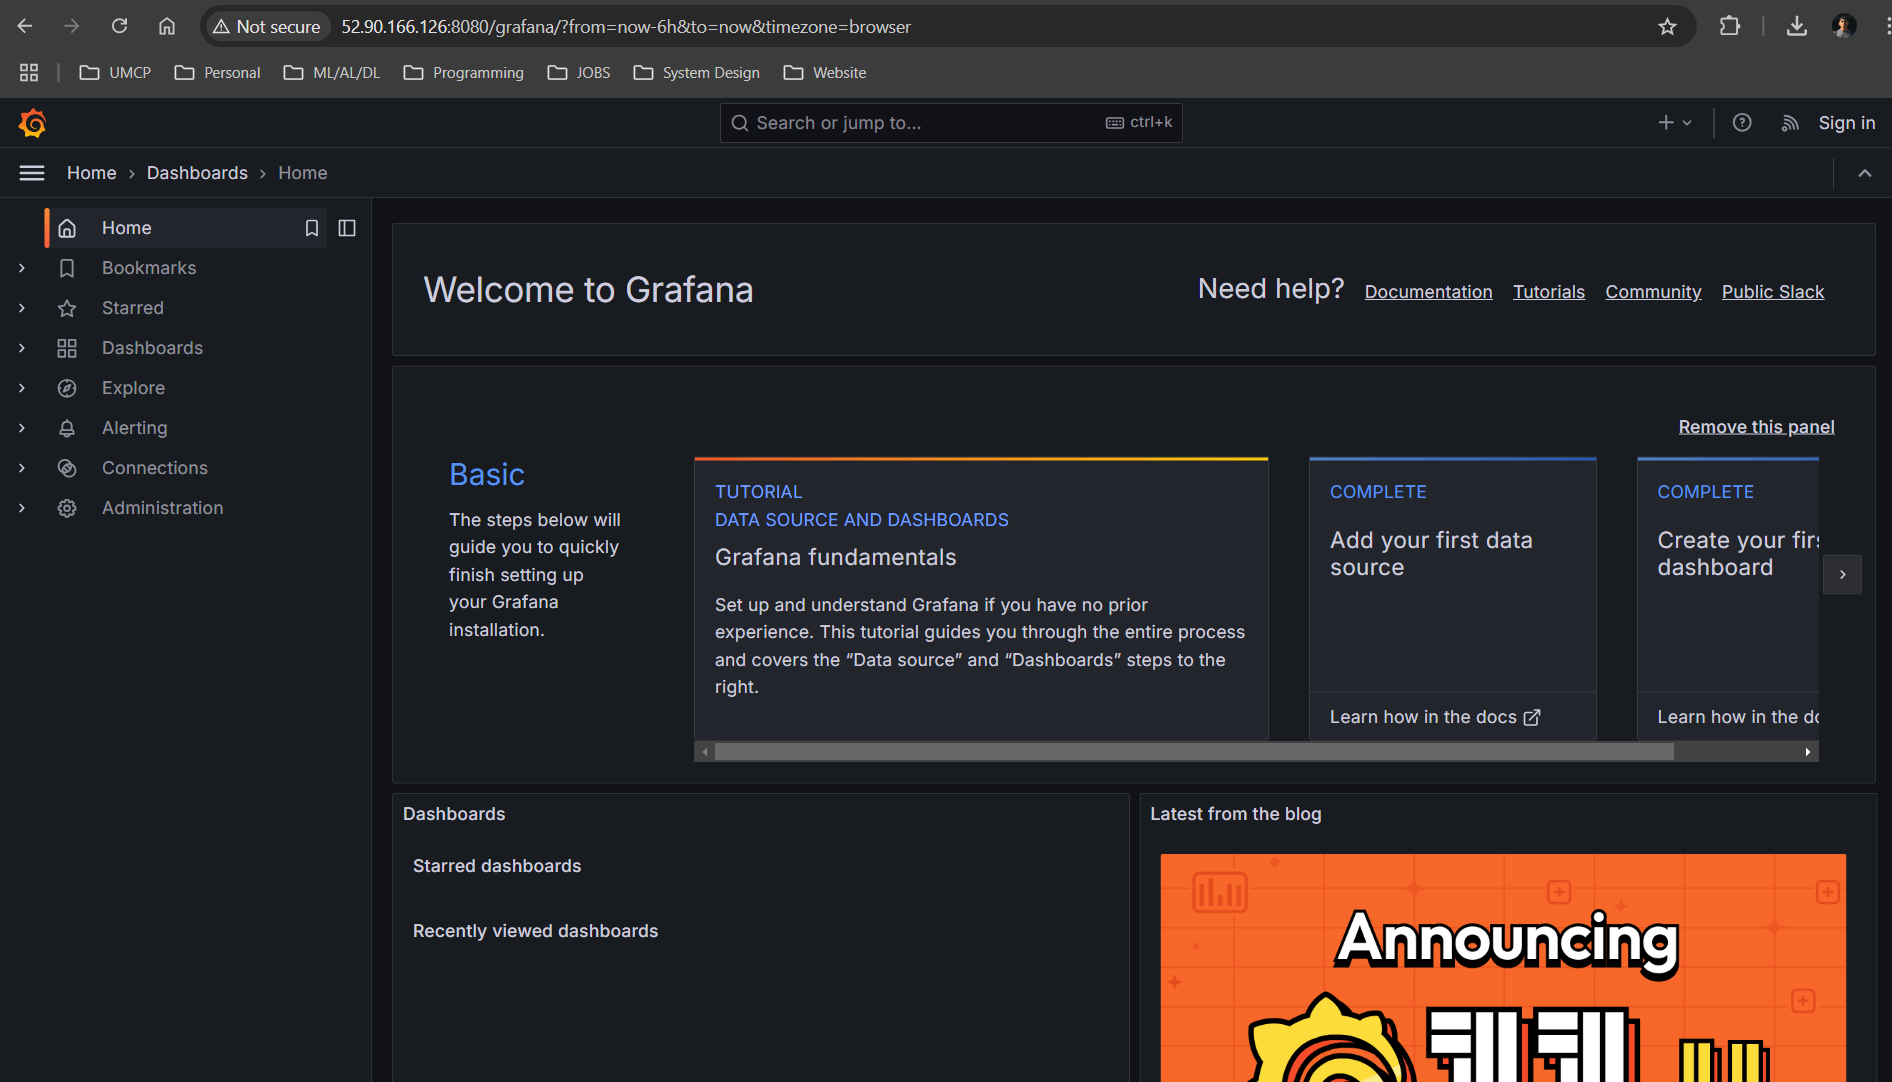 Not secure 52.90.166.126:8080/grafana/?from=now-6h&to=now&timezone=browser
UMCP Personal ML/AL/DL Programming JOBS System Design Website
Search or jump to... ctrl+k Sign in
Home › Dashboards › Home
Home
Bookmarks
Starred
Dashboards
Explore
Alerting
Connections
Administration
Welcome to Grafana
Need help? Documentation Tutorials Community Public Slack
Remove this panel
Basic
The steps below will
guide you to quickly
finish setting up
your Grafana
installation.
TUTORIAL
DATA SOURCE AND DASHBOARDS
Grafana fundamentals
Set up and understand Grafana if you have no prior
experience. This tutorial guides you through the entire process
and covers the “Data source” and “Dashboards” steps to the
right.
COMPLETE
Add your first data
source
Learn how in the docs
COMPLETE
Create your firs
dashboard
Learn how in the do
Dashboards
Starred dashboards
Recently viewed dashboards
Latest from the blog
Announcing